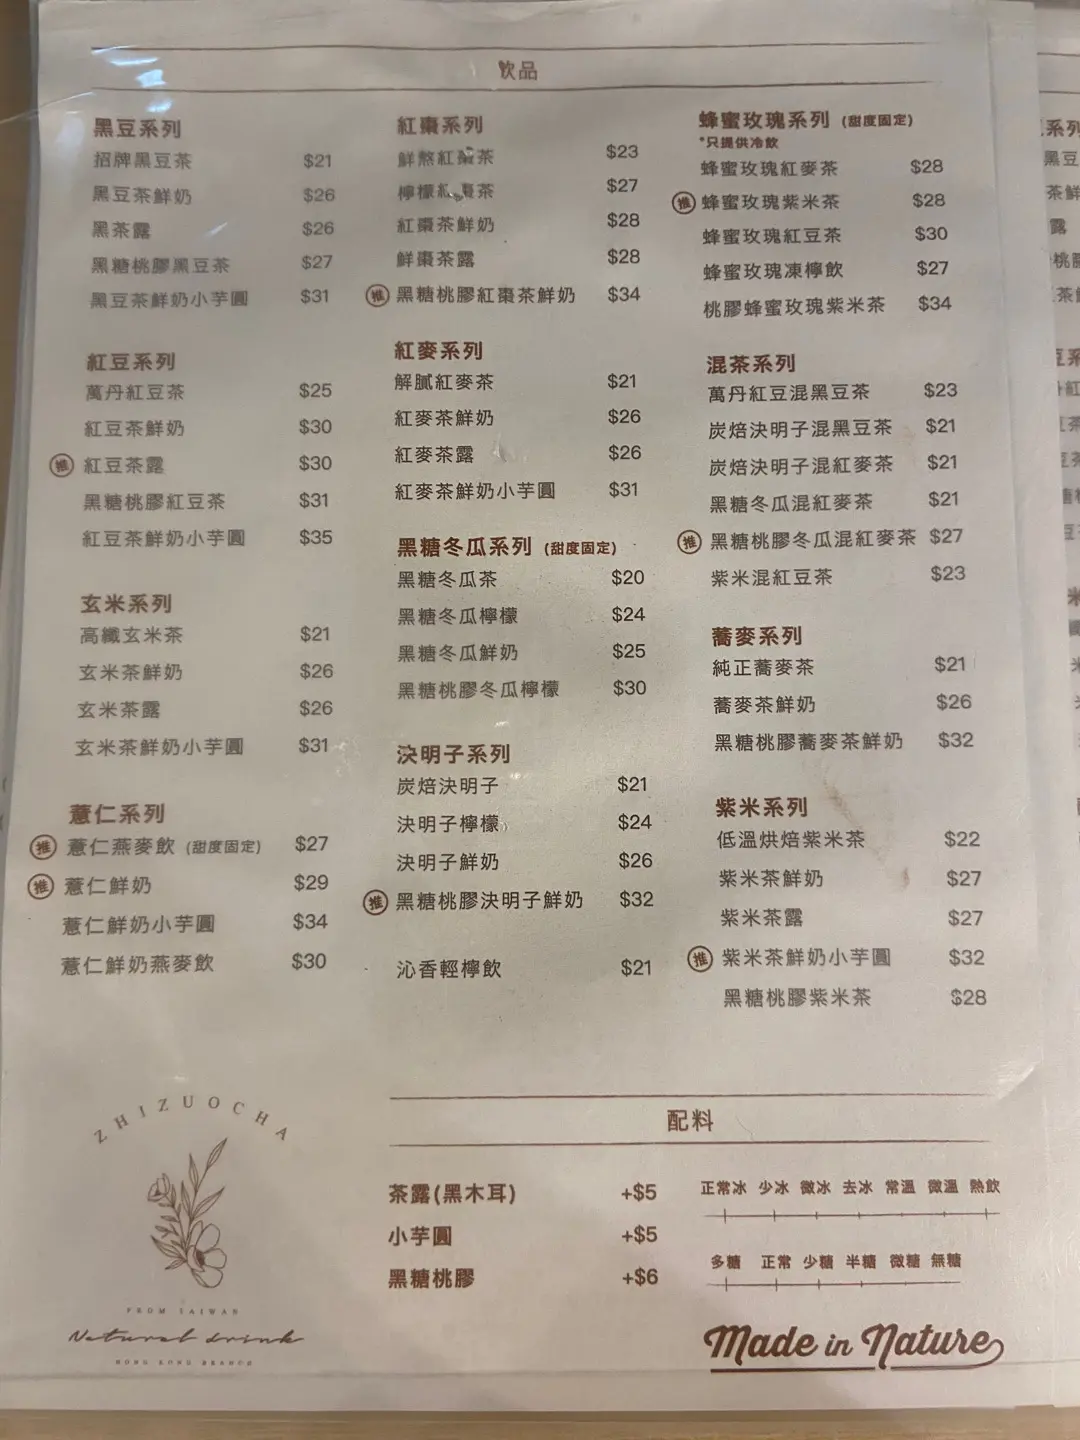 飲品
黑豆系列
招牌黑豆茶 $21
黑豆茶鮮奶 $26
黑茶露 $26
黑糖桃膠黑豆茶 $27
黑豆茶鮮奶小芋圓 $31
紅豆系列
萬丹紅豆茶 $25
紅豆茶鮮奶 $30
推 紅豆茶露 $30
黑糖桃膠紅豆茶 $31
紅豆茶鮮奶小芋圓 $35
玄米系列
高纖玄米茶 $21
玄米茶鮮奶 $26
玄米茶露 $26
玄米茶鮮奶小芋圓 $31
薏仁系列
推 薏仁燕麥飲 (甜度固定) $27
推 薏仁鮮奶 $29
薏仁鮮奶小芋圓 $34
薏仁鮮奶燕麥飲 $30
紅棗系列
鮮熬紅棗茶 $23
檸檬紅棗茶 $27
紅棗茶鮮奶 $28
鮮棗茶露 $28
推 黑糖桃膠紅棗茶鮮奶 $34
紅麥系列
解膩紅麥茶 $21
紅麥茶鮮奶 $26
紅麥茶露 $26
紅麥茶鮮奶小芋圓 $31
黑糖冬瓜系列 (甜度固定)
黑糖冬瓜茶 $20
黑糖冬瓜檸檬 $24
黑糖冬瓜鮮奶 $25
黑糖桃膠冬瓜檸檬 $30
決明子系列
炭焙決明子 $21
決明子檸檬 $24
決明子鮮奶 $26
推 黑糖桃膠決明子鮮奶 $32
沁香輕檸飲 $21
蜂蜜玫瑰系列 (甜度固定)
*只提供冷飲
蜂蜜玫瑰紅麥茶 $28
推 蜂蜜玫瑰紫米茶 $28
蜂蜜玫瑰紅豆茶 $30
蜂蜜玫瑰凍檸飲 $27
桃膠蜂蜜玫瑰紫米茶 $34
混茶系列
萬丹紅豆混黑豆茶 $23
炭焙決明子混黑豆茶 $21
炭焙決明子混紅麥茶 $21
黑糖冬瓜混紅麥茶 $21
推 黑糖桃膠冬瓜混紅麥茶 $27
紫米混紅豆茶 $23
蕎麥系列
純正蕎麥茶 $21
蕎麥茶鮮奶 $26
黑糖桃膠蕎麥茶鮮奶 $32
紫米系列
低溫烘焙紫米茶 $22
紫米茶鮮奶 $27
紫米茶露 $27
推 紫米茶鮮奶小芋圓 $32
黑糖桃膠紫米茶 $28
ZHIZUOCHA
FROM TAIWAN
Natural drink
HONG KONG BRANCH
配料
茶露(黑木耳) +$5
小芋圓 +$5
黑糖桃膠 +$6
正常冰 少冰 微冰 去冰 常溫 微溫 熱飲
多糖 正常 少糖 半糖 微糖 無糖
Made in Nature